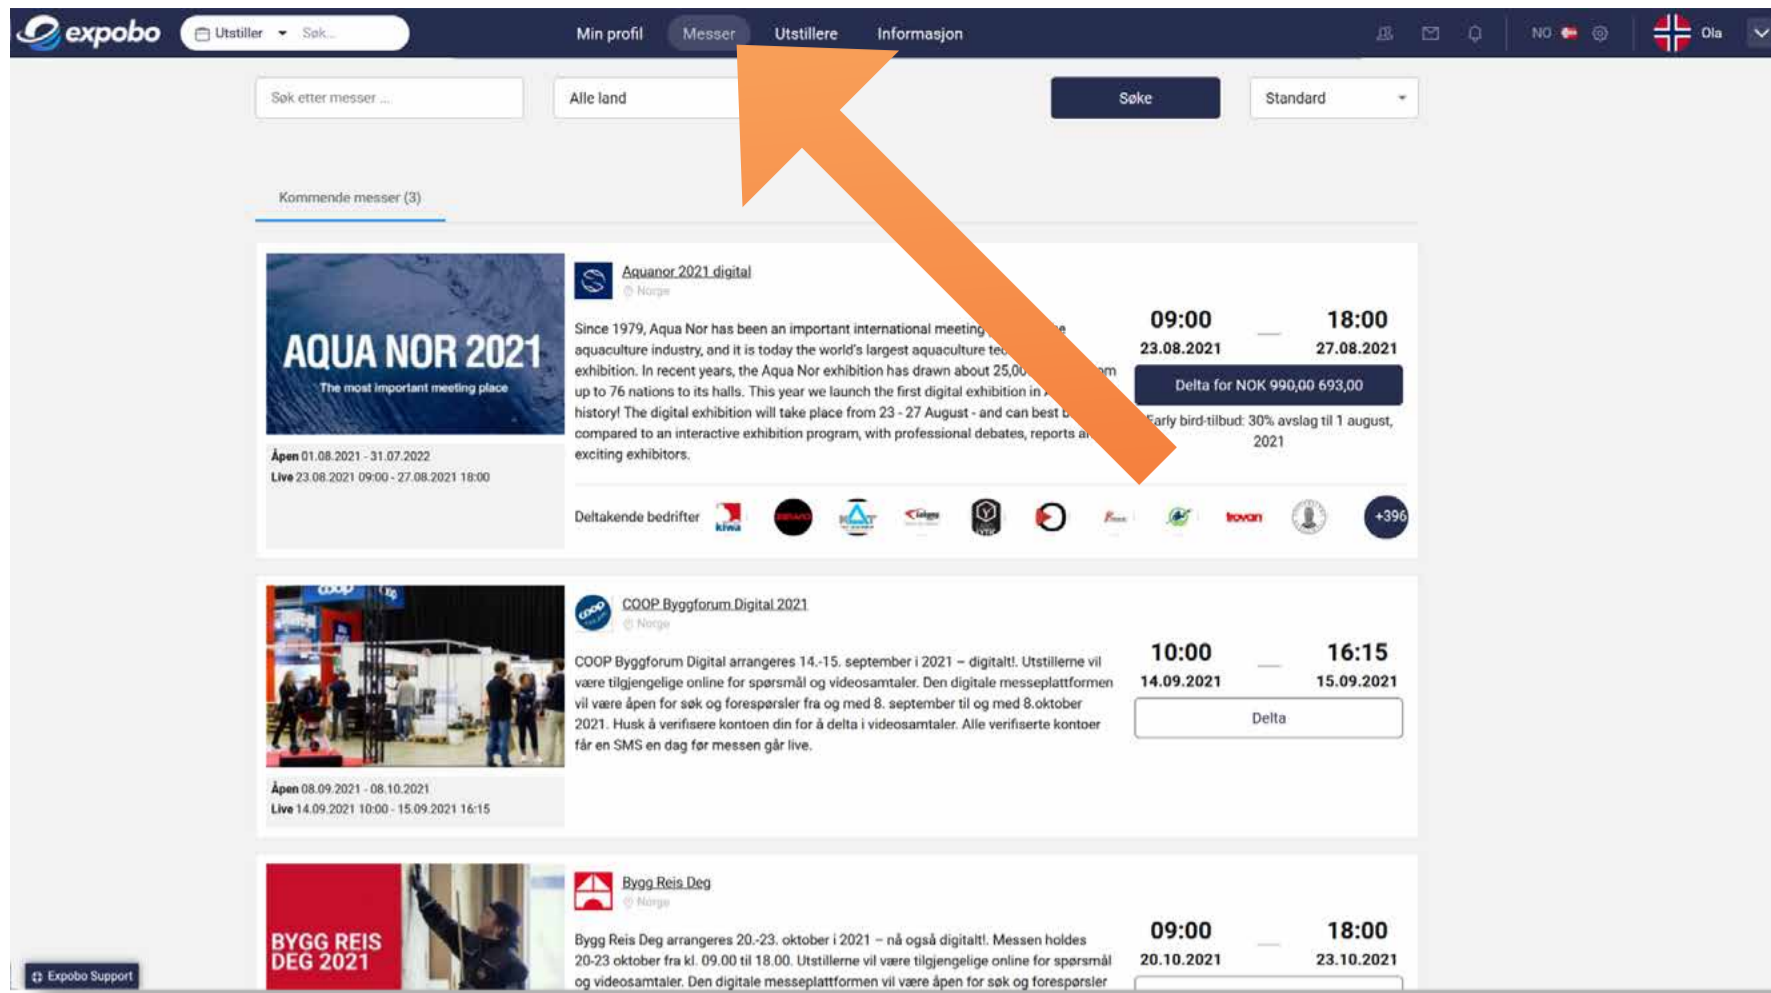 expobo
Utstiller
Søk...
Min profil
Messer
Utstillere
Informasjon
NO
Ola
Søk etter messer ...
Alle land
Søke
Standard
Kommende messer (3)
AQUA NOR 2021
The most important meeting place
Åpen 01.08.2021 - 31.07.2022
Live 23.08.2021 09:00 - 27.08.2021 18:00
Aquanor 2021 digital
Norge
Since 1979, Aqua Nor has been an important international meeting
aquaculture industry, and it is today the world's largest aquaculture
exhibition. In recent years, the Aqua Nor exhibition has drawn about
up to 76 nations to its halls. This year we launch the first digital exhibition in
history! The digital exhibition will take place from 23 - 27 August - and can best
compared to an interactive exhibition program, with professional debates, reports
exciting exhibitors.
09:00 — 18:00
23.08.2021 27.08.2021
Delta for NOK 990,00 693,00
Early bird-tilbud: 30% avslag til 1 august,
2021
Deltakende bedrifter
kiwa
trovan
+396
coop
COOP Byggforum Digital 2021
Norge
COOP Byggforum Digital arrangeres 14.-15. september i 2021 – digitalt!. Utstillerne vil
være tilgjengelige online for spørsmål og videosamtaler. Den digitale messeplattformen
vil være åpen for søk og forespørsler fra og med 8. september til og med 8.oktober
2021. Husk å verifisere kontoen din for å delta i videosamtaler. Alle verifiserte kontoer
får en SMS en dag før messen går live.
Åpen 08.09.2021 - 08.10.2021
Live 14.09.2021 10:00 - 15.09.2021 16:15
10:00 — 16:15
14.09.2021 15.09.2021
Delta
BYGG REIS
DEG 2021
Bygg Reis Deg
Norge
Bygg Reis Deg arrangeres 20.-23. oktober i 2021 – nå også digitalt!. Messen holdes
20-23 oktober fra kl. 09.00 til 18.00. Utstillerne vil være tilgjengelige online for spørsmål
og videosamtaler. Den digitale messeplattformen vil være åpen for søk og forespørsler
09:00 — 18:00
20.10.2021 23.10.2021
Expobo Support